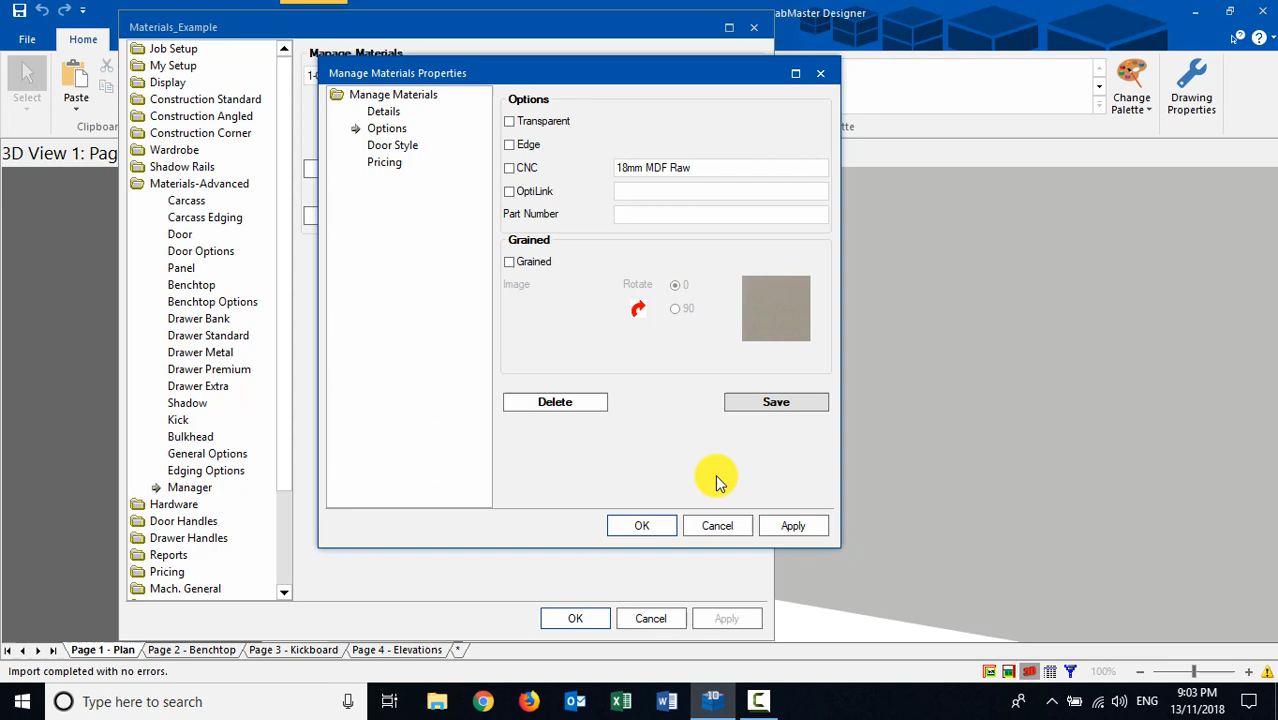 Materials_Example
abMaster Designer
File
Home
Select
Paste
Clipboar
Change
Palette
Drawing
Properties
te
3D View 1: Pag
Job Setup
My Setup
Display
Construction Standard
Construction Angled
Construction Corner
Wardrobe
Shadow Rails
Materials-Advanced
Carcass
Carcass Edging
Door
Door Options
Panel
Benchtop
Benchtop Options
Drawer Bank
Drawer Standard
Drawer Metal
Drawer Premium
Drawer Extra
Shadow
Kick
Bulkhead
General Options
Edging Options
Manager
Hardware
Door Handles
Drawer Handles
Reports
Pricing
Mach. General
Manage Materials
Manage Materials Properties
Manage Materials
Details
Options
Door Style
Pricing
Options
Transparent
Edge
CNC 18mm MDF Raw
OptiLink
Part Number
Grained
Grained
Image Rotate 0
90
Delete Save
OK Cancel Apply
OK Cancel Apply
Page 1 - Plan Page 2 - Benchtop Page 3 - Kickboard Page 4 - Elevations *
Import completed with no errors.
100%
Type here to search
ENG
9:03 PM
13/11/2018